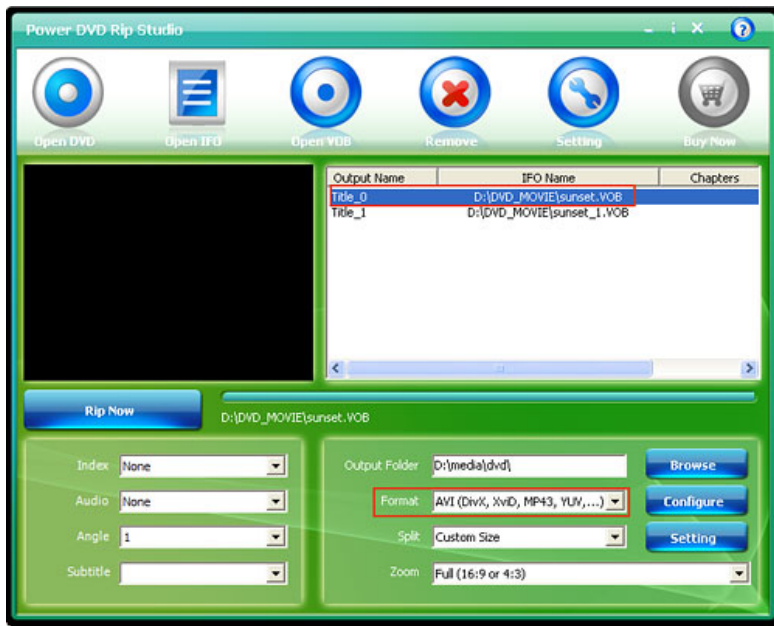 Power DVD Rip Studio
Open DVD Open IFO Open VOB Remove Setting Buy Now
Output Name IFO Name Chapters
Title_0 D:\DVD_MOVIE\sunset.VOB
Title_1 D:\DVD_MOVIE\sunset_1.VOB
Rip Now
D:\DVD_MOVIE\sunset.VOB
Index None
Audio None
Angle 1
Subtitle
Output Folder D:\media\dvd\ Browse
Format AVI (DivX, XviD, MP43, YUV,...) Configure
Split Custom Size Setting
Zoom Full (16:9 or 4:3)